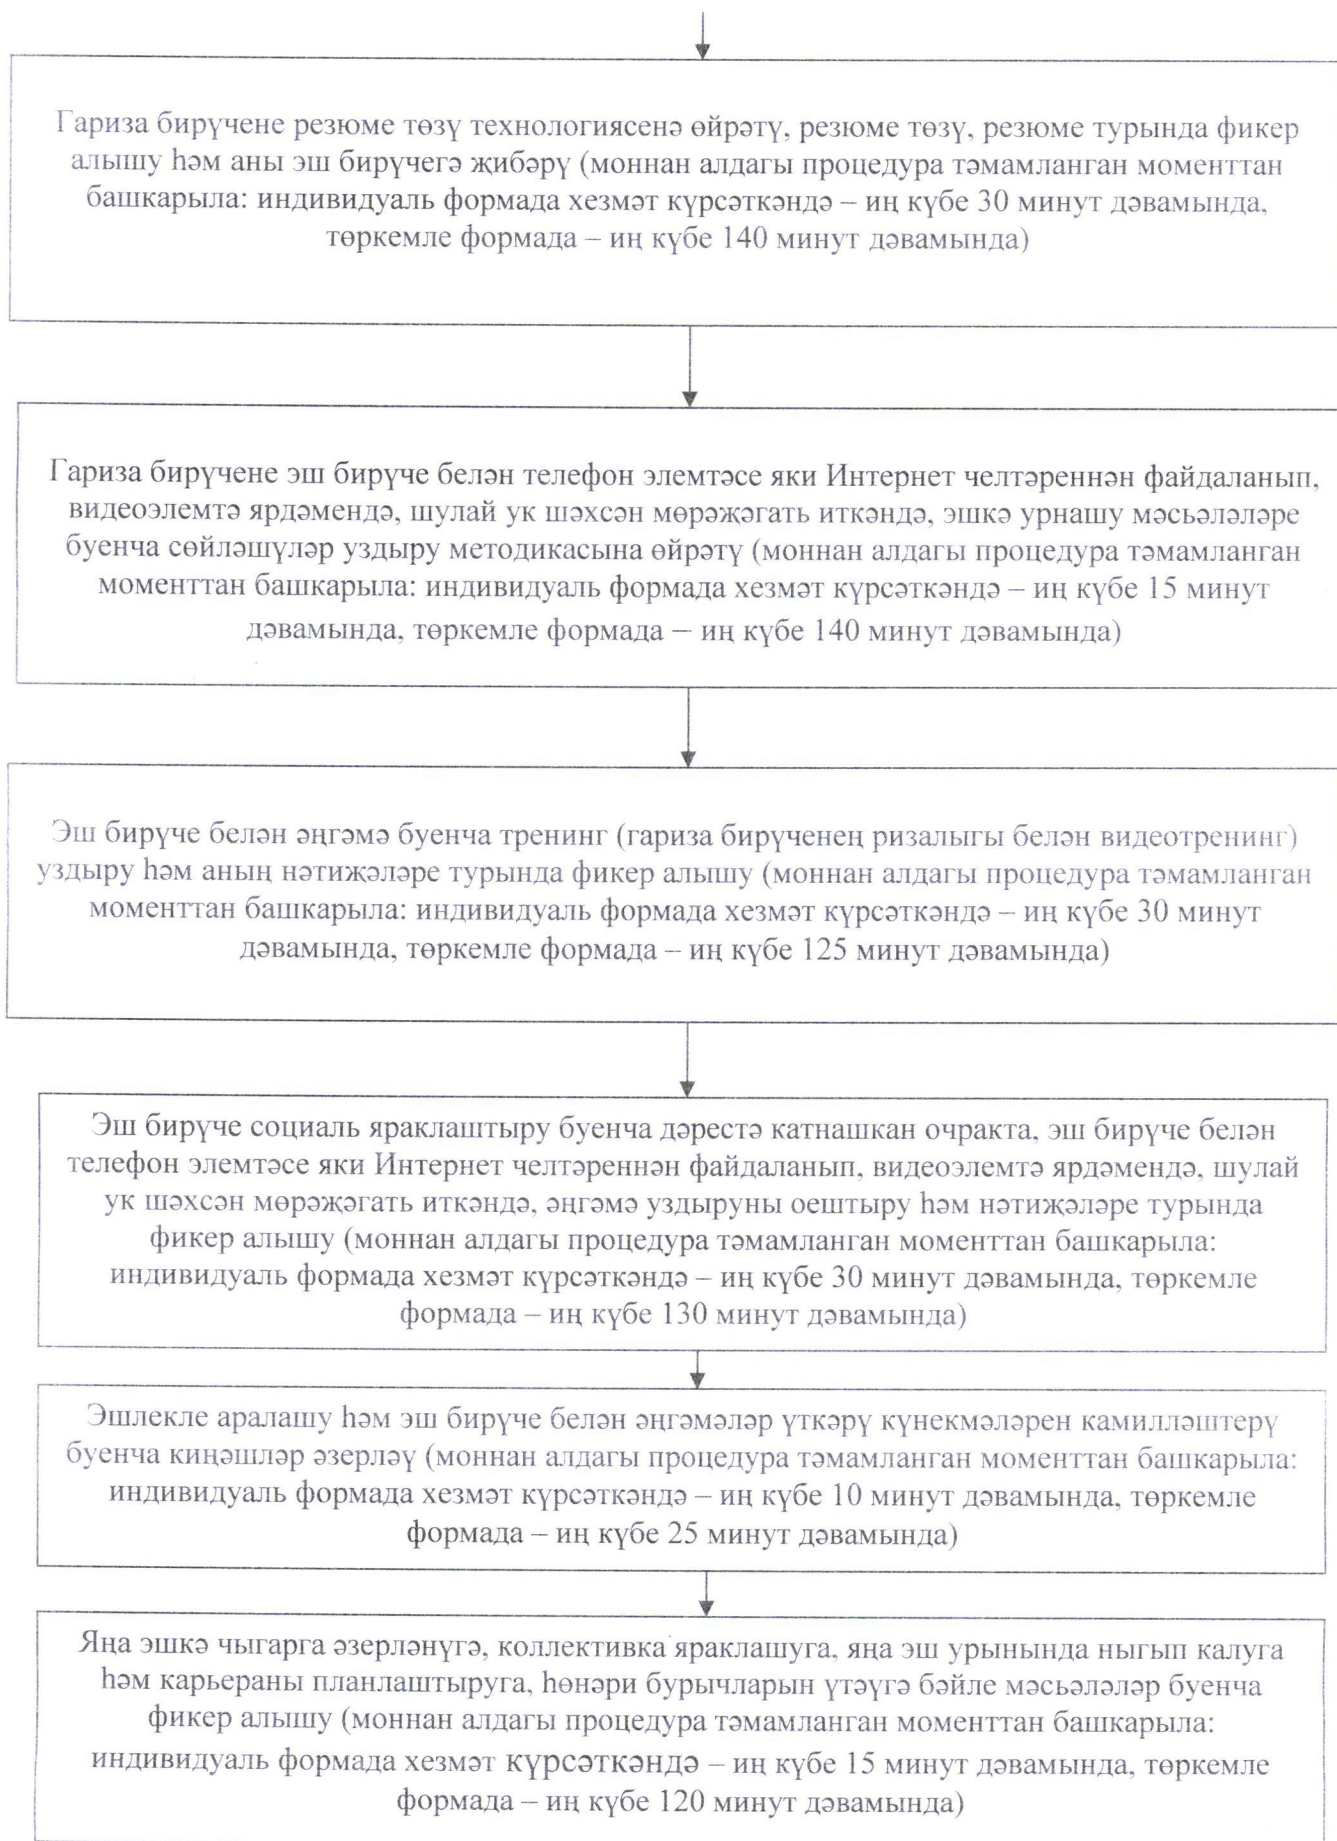 Гариза бирүчене резюме төзү технологиясенә өйрәтү, резюме төзү, резюме турында фикер
алышу һәм аны эш бирүчегә җибәрү (моннан алдагы процедура тәмамланган моменттан
башкарыла: индивидуаль формада хезмәт күрсәткәндә – иң күбе 30 минут дәвамында,
төркемле формада – иң күбе 140 минут дәвамында)
Гариза бирүчене эш бирүче белән телефон элемтәсе яки Интернет челтәреннән файдаланып,
видеоэлемтә ярдәмендә, шулай ук шәхсән мөрәҗәгать иткәндә, эшкә урнашу мәсьәләләре
буенча сөйләшүләр уздыру методикасына өйрәтү (моннан алдагы процедура тәмамланган
моменттан башкарыла: индивидуаль формада хезмәт күрсәткәндә – иң күбе 15 минут
дәвамында, төркемле формада – иң күбе 140 минут дәвамында)
Эш бирүче белән әңгәмә буенча тренинг (гариза бирүченең ризалыгы белән видеотренинг)
уздыру һәм аның нәтиҗәләре турында фикер алышу (моннан алдагы процедура тәмамланган
моменттан башкарыла: индивидуаль формада хезмәт күрсәткәндә – иң күбе 30 минут
дәвамында, төркемле формада – иң күбе 125 минут дәвамында)
Эш бирүче социаль яраклаштыру буенча дәрестә катнашкан очракта, эш бирүче белән
телефон элемтәсе яки Интернет челтәреннән файдаланып, видеоэлемтә ярдәмендә, шулай
ук шәхсән мөрәҗәгать иткәндә, әңгәмә уздыруны оештыру һәм нәтиҗәләре турында
фикер алышу (моннан алдагы процедура тәмамланган моменттан башкарыла:
индивидуаль формада хезмәт күрсәткәндә – иң күбе 30 минут дәвамында, төркемле
формада – иң күбе 130 минут дәвамында)
Эшлекле аралашу һәм эш бирүче белән әңгәмәләр үткәрү күнекмәләрен камилләштерү
буенча киңәшләр әзерләү (моннан алдагы процедура тәмамланган моменттан башкарыла:
индивидуаль формада хезмәт күрсәткәндә – иң күбе 10 минут дәвамында, төркемле
формада – иң күбе 25 минут дәвамында)
Яңа эшкә чыгарга әзерләнүгә, коллективка яраклашуга, яңа эш урынында ныгып калуга
һәм карьераны планлаштыруга, һөнәри бурычларын үтәүгә бәйле мәсьәләләр буенча
фикер алышу (моннан алдагы процедура тәмамланган моменттан башкарыла:
индивидуаль формада хезмәт күрсәткәндә – иң күбе 15 минут дәвамында, төркемле
формада – иң күбе 120 минут дәвамында)